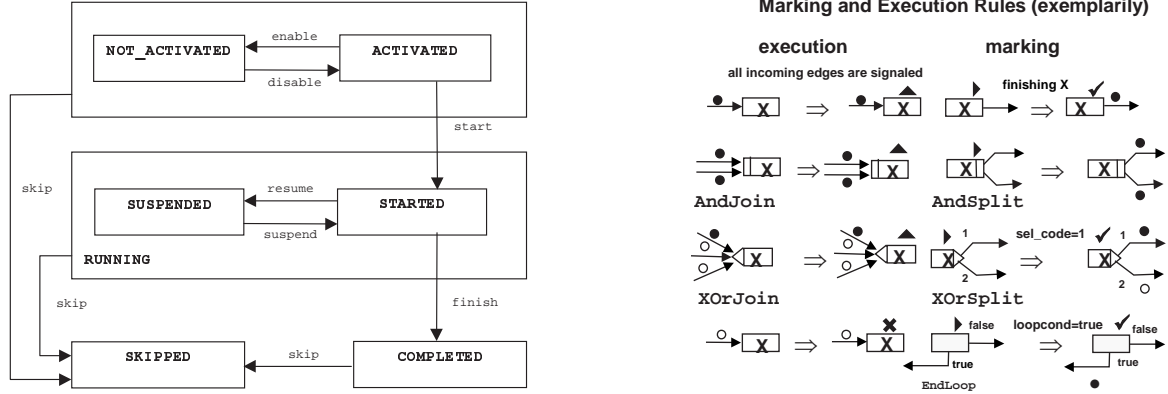 enable
NOT_ACTIVATED
ACTIVATED
disable
start
skip
resume
SUSPENDED
STARTED
suspend
RUNNING
skip
finish
SKIPPED
skip
COMPLETED
Marking and Execution Rules (exemplarily)
execution
marking
all incoming edges are signaled
X
X
X
finishing X
X
X
X
X
X
AndJoin
AndSplit
X
X
X
1
2
sel_code=1
X
1
2
XOrJoin
XOrSplit
X
X
false
true
loopcond=true
false
true
EndLoop